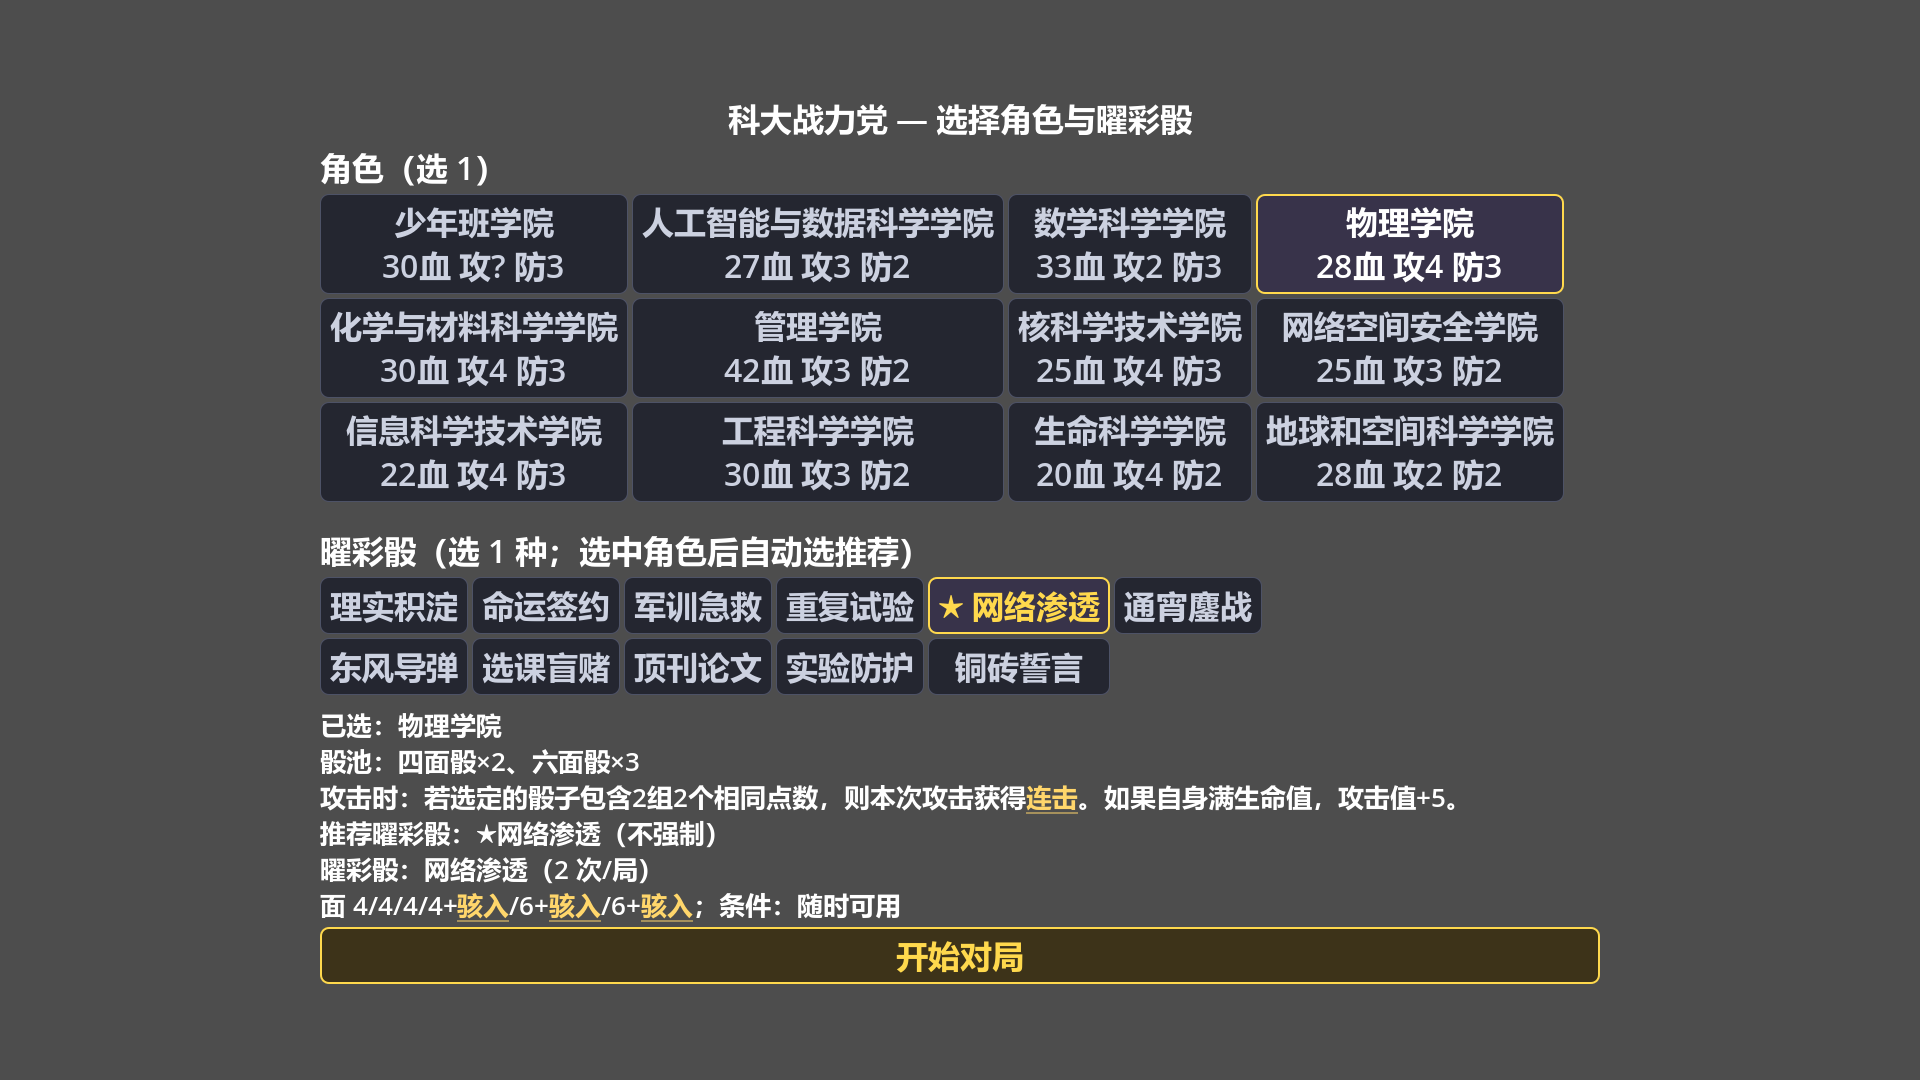 科大战力党 — 选择角色与曜彩骰
角色（选 1）
少年班学院
30血 攻? 防3
人工智能与数据科学学院
27血 攻3 防2
数学科学学院
33血 攻2 防3
物理学院
28血 攻4 防3
化学与材料科学学院
30血 攻4 防3
管理学院
42血 攻3 防2
核科学技术学院
25血 攻4 防3
网络空间安全学院
25血 攻3 防2
信息科学技术学院
22血 攻4 防3
工程科学学院
30血 攻3 防2
生命科学学院
20血 攻4 防2
地球和空间科学学院
28血 攻2 防2
曜彩骰（选 1 种；选中角色后自动选推荐）
理实积淀 命运签约 军训急救 重复试验 ★ 网络渗透 通宵鏖战
东风导弹 选课盲赌 顶刊论文 实验防护 铜砖誓言
已选：物理学院
骰池：四面骰×2、六面骰×3
攻击时：若选定的骰子包含2组2个相同点数，则本次攻击获得连击。如果自身满生命值，攻击值+5。
推荐曜彩骰：★网络渗透（不强制）
曜彩骰：网络渗透（2 次/局）
面 4/4/4/4+骇入/6+骇入/6+骇入；条件：随时可用
开始对局